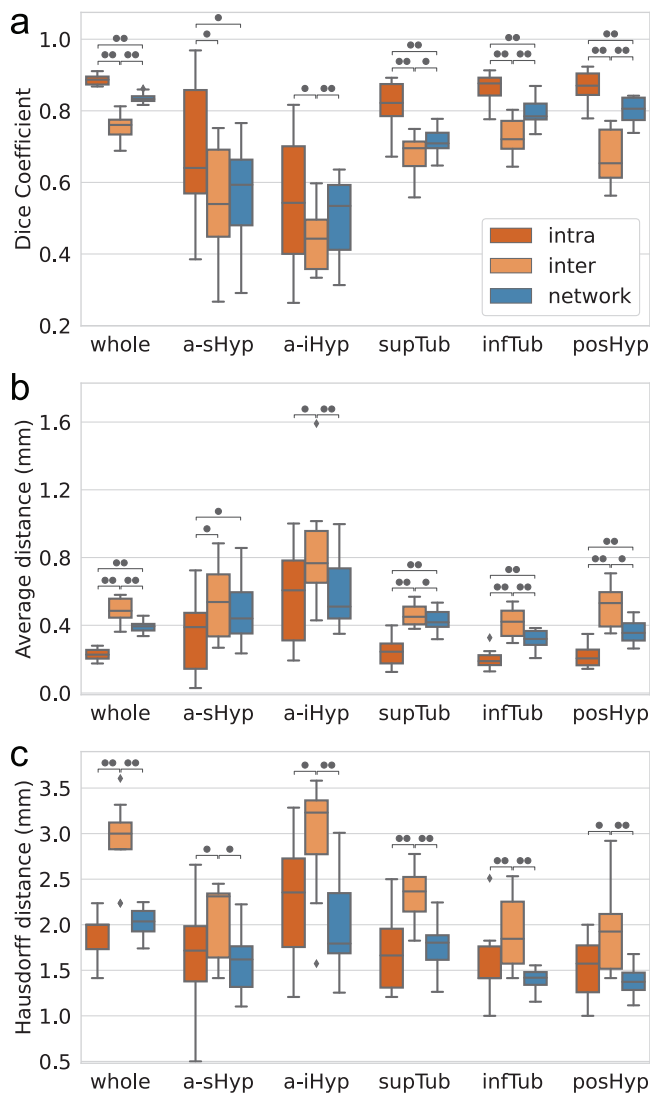 a
Dice Coefficient
1.0
0.8
0.6
0.4
0.2
intra
inter
network
whole a-sHyp a-iHyp supTub infTub posHyp
b
Average distance (mm)
1.6
1.2
0.8
0.4
0.0
whole a-sHyp a-iHyp supTub infTub posHyp
c
Hausdorff distance (mm)
3.5
3.0
2.5
2.0
1.5
1.0
0.5
whole a-sHyp a-iHyp supTub infTub posHyp